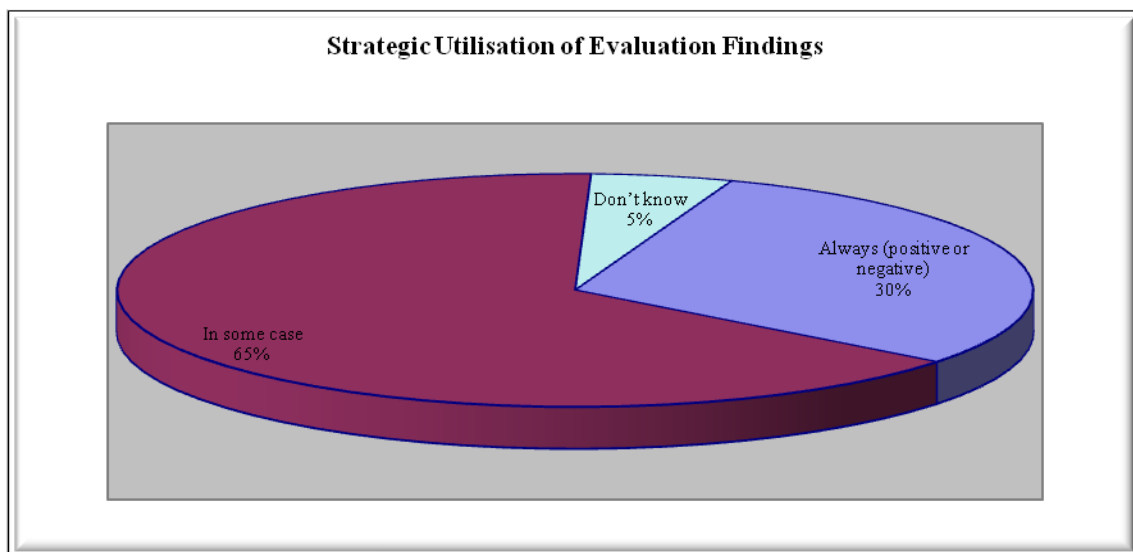 Strategic Utilisation of Evaluation Findings
Don’t know
5%
Always (positive or
negative)
30%
In some case
65%